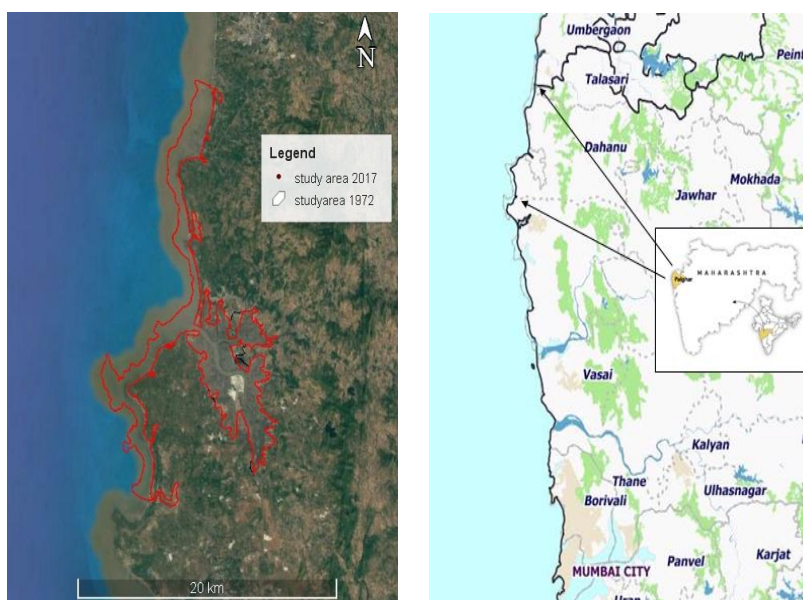 N
Legend
study area 2017
studyarea 1972
20 km
Umbergaon
Peint
Talasari
Dahanu
Mokhada
Jawhar
MAHARASHTRA
Palghar
Vasai
Kalyan
Thane
Ulhasnagar
Borivali
Panvel
Karjat
MUMBAI CITY